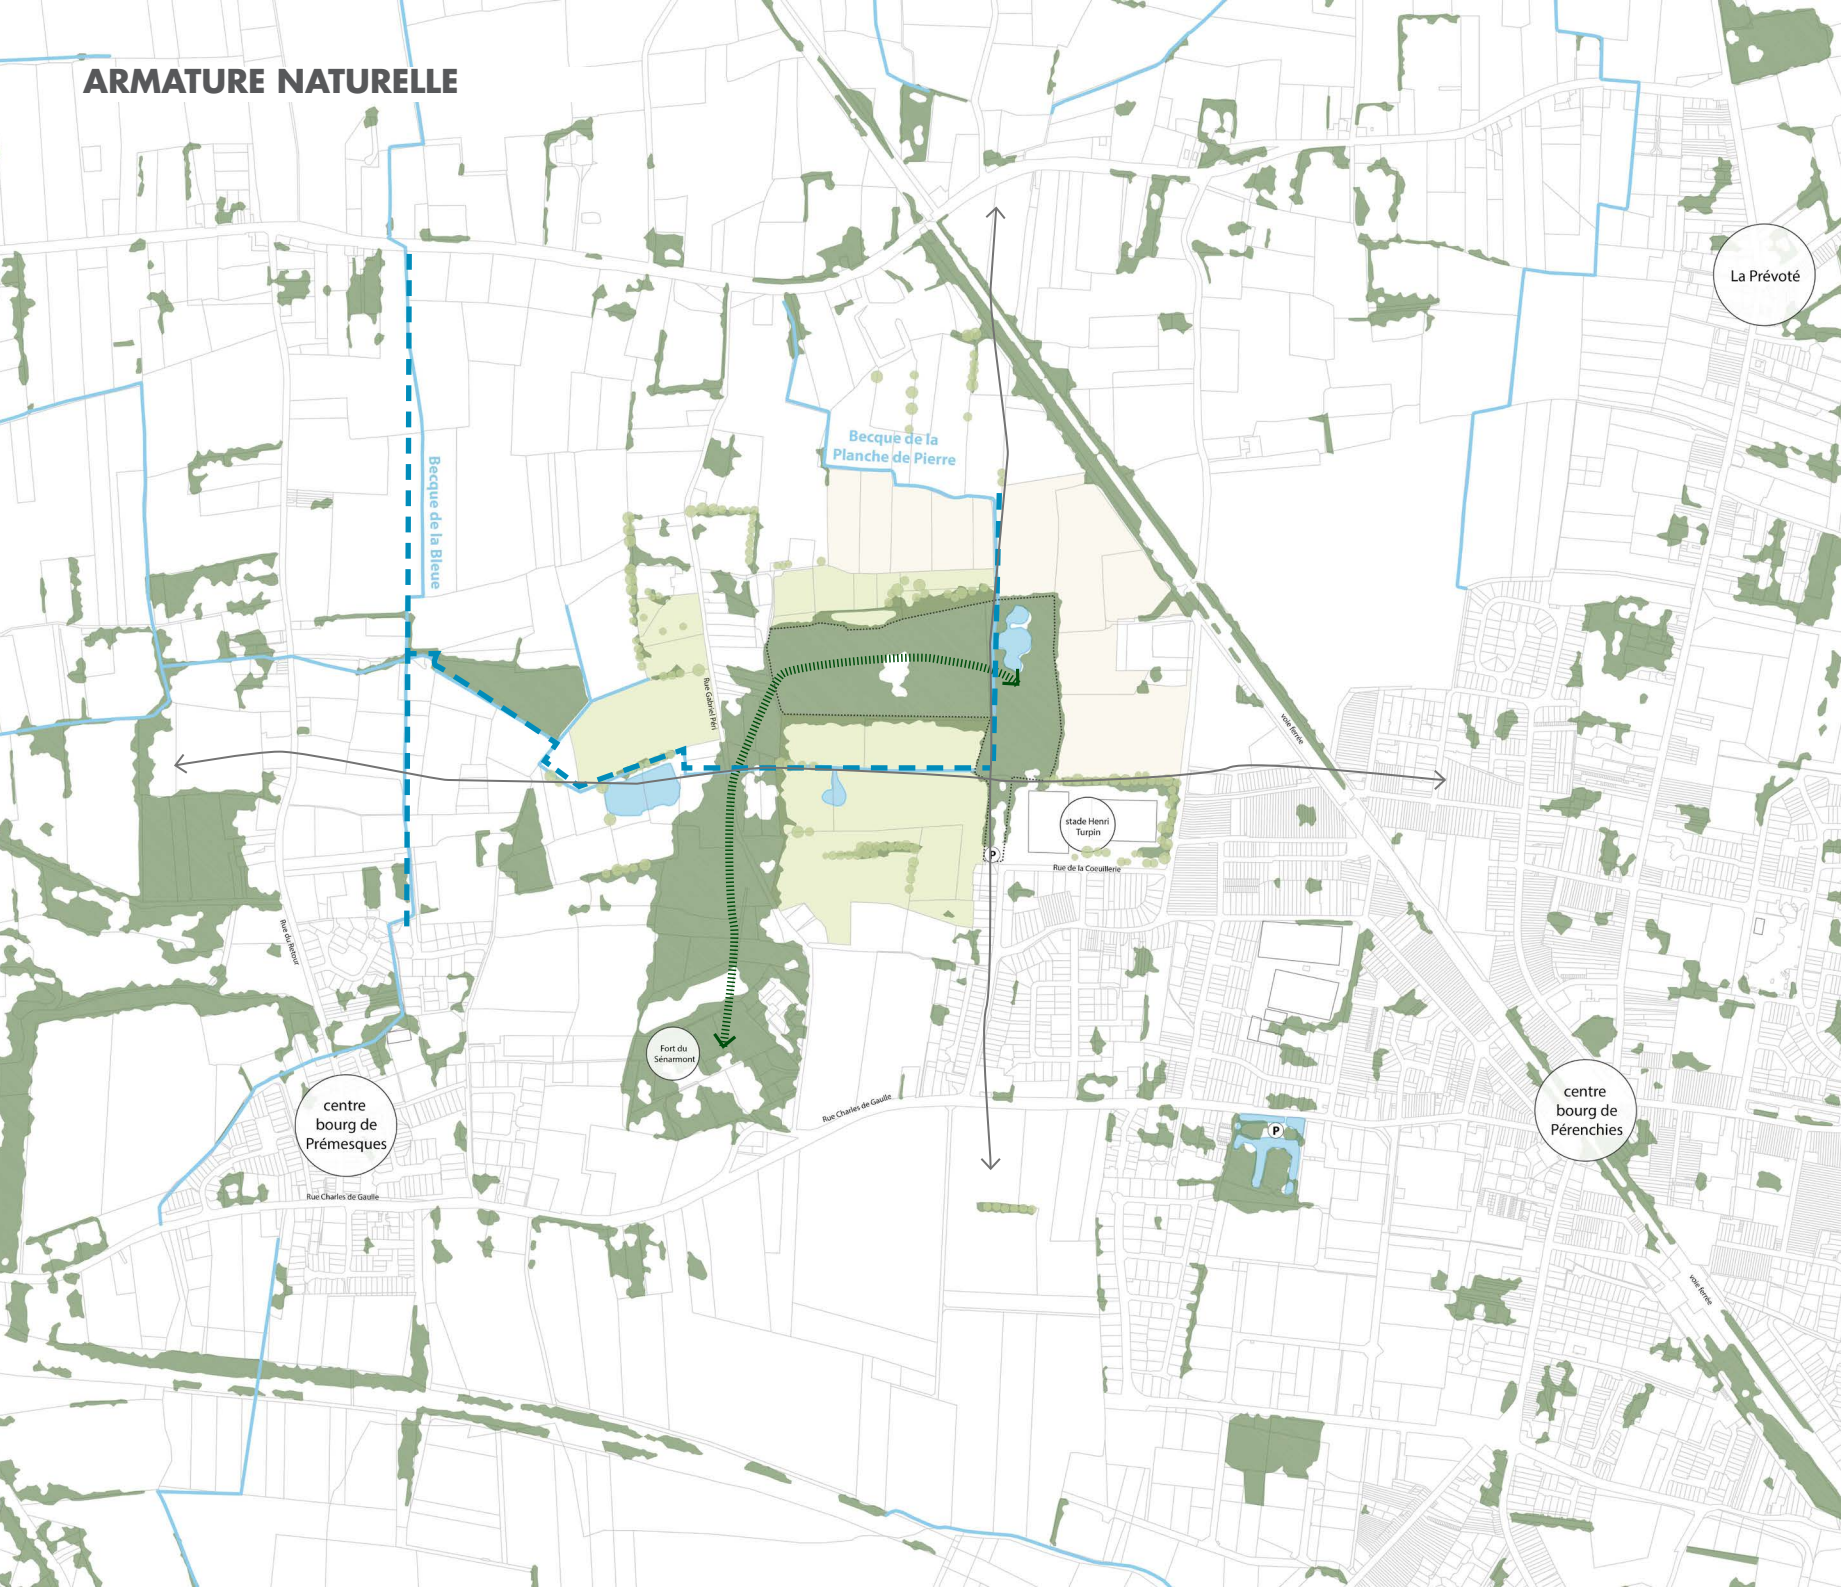 ARMATURE NATURELLE
La Prévoté
Becque de la
Planche de Pierre
Becque de la Bleue
Rue Gabriel Péri
voie ferrée
stade Henri
Turpin
P
Rue de la Coeuillerie
Rue du Retour
Fort du
Sénarmont
Rue Charles de Gaulle
centre
bourg de
Prémesques
centre
bourg de
Pérenchies
P
Rue Charles de Gaulle
voie ferrée